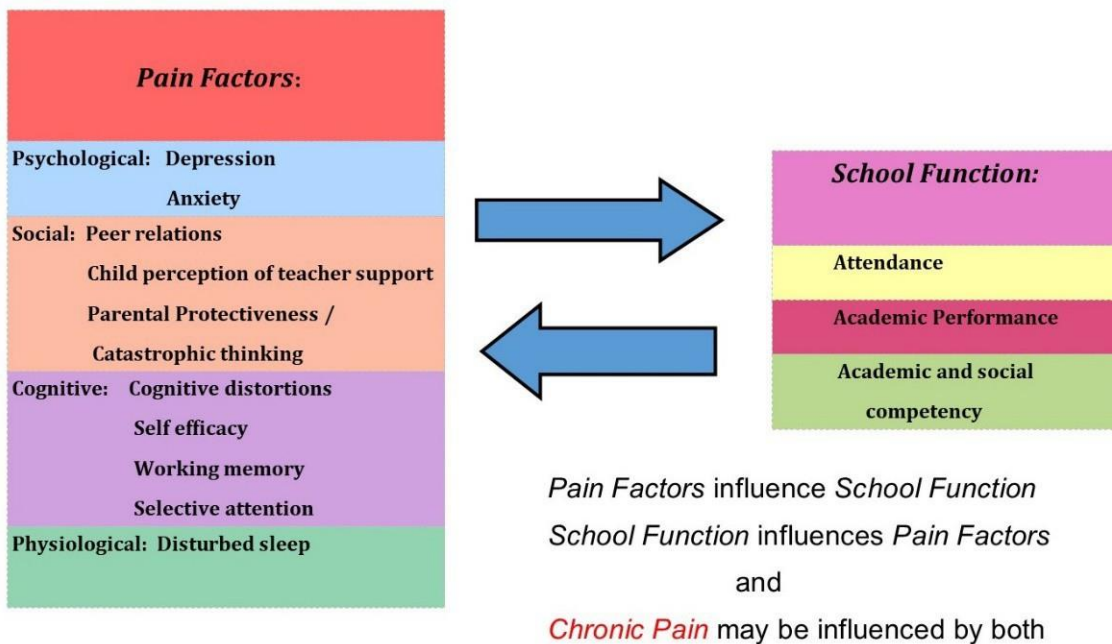 Pain Factors:
Psychological: Depression
Anxiety
Social: Peer relations
Child perception of teacher support
Parental Protectiveness /
Catastrophic thinking
Cognitive: Cognitive distortions
Self efficacy
Working memory
Selective attention
Physiological: Disturbed sleep
School Function:
Attendance
Academic Performance
Academic and social
competency
Pain Factors influence School Function
School Function influences Pain Factors
and
Chronic Pain may be influenced by both